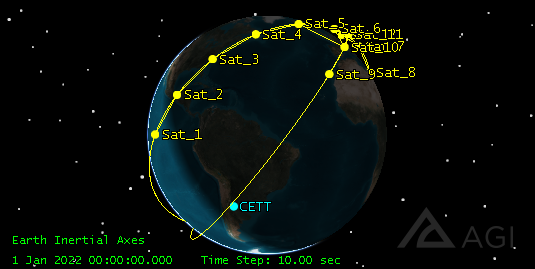 Sat_5
Sat_6
Sat_4
Sat_3
Sat_9
Sat_8
Sat_2
Sat_1
CETT
AGI
Earth Inertial Axes
1 Jan 2022 00:00:00.000 Time Step: 10.00 sec